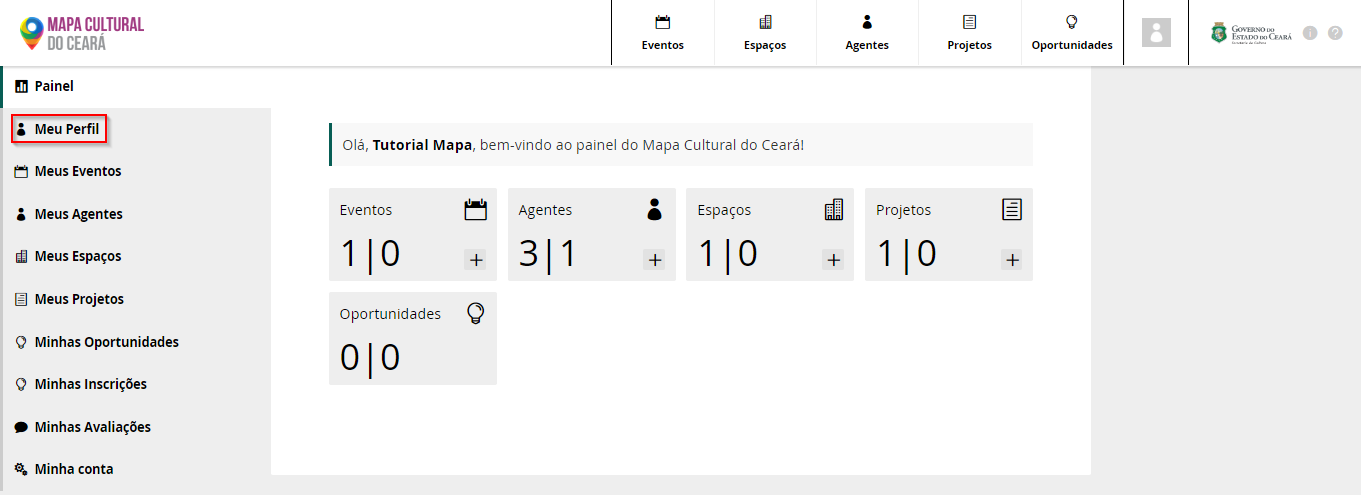 MAPA CULTURAL
DO CEARÁ
Eventos
Espaços
Agentes
Projetos
Oportunidades
GOVERNO DO
ESTADO DO CEARÁ
Secretaria da Cultura
i
?
Painel
Meu Perfil
Meus Eventos
Meus Agentes
Meus Espaços
Meus Projetos
Minhas Oportunidades
Minhas Inscrições
Minhas Avaliações
Minha conta
Olá, Tutorial Mapa, bem-vindo ao painel do Mapa Cultural do Ceará!
Eventos
1|0
+
Agentes
3|1
+
Espaços
1|0
+
Projetos
1|0
+
Oportunidades
0|0